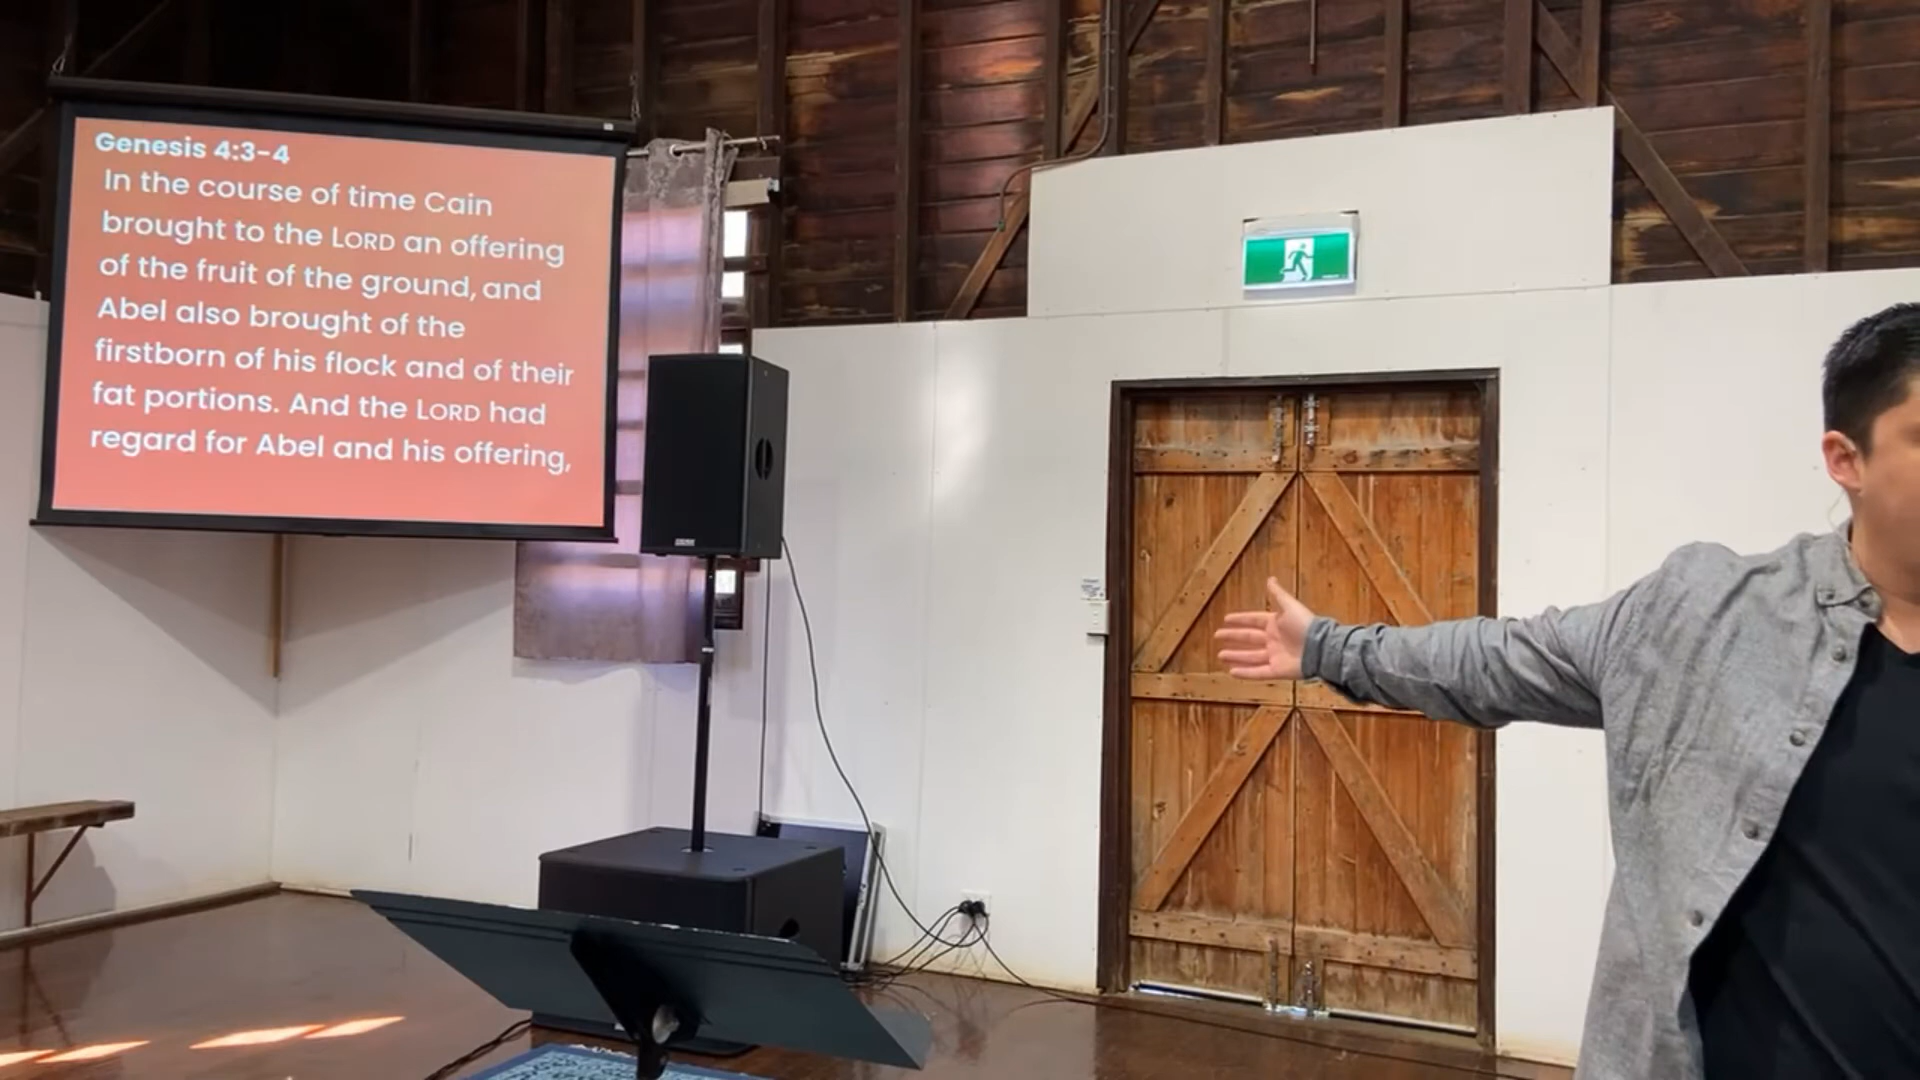 Genesis 4:3-4
In the course of time Cain
brought to the LORD an offering
of the fruit of the ground, and
Abel also brought of the
firstborn of his flock and of their
fat portions. And the LORD had
regard for Abel and his offering,